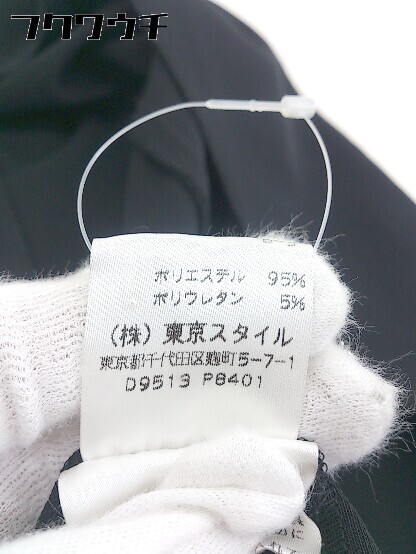 フクワウチ
ポリエステル 95%
ポリウレタン 5%
(株)東京スタイル
東京都千代田区麹町5-7-1
D9513 P8401